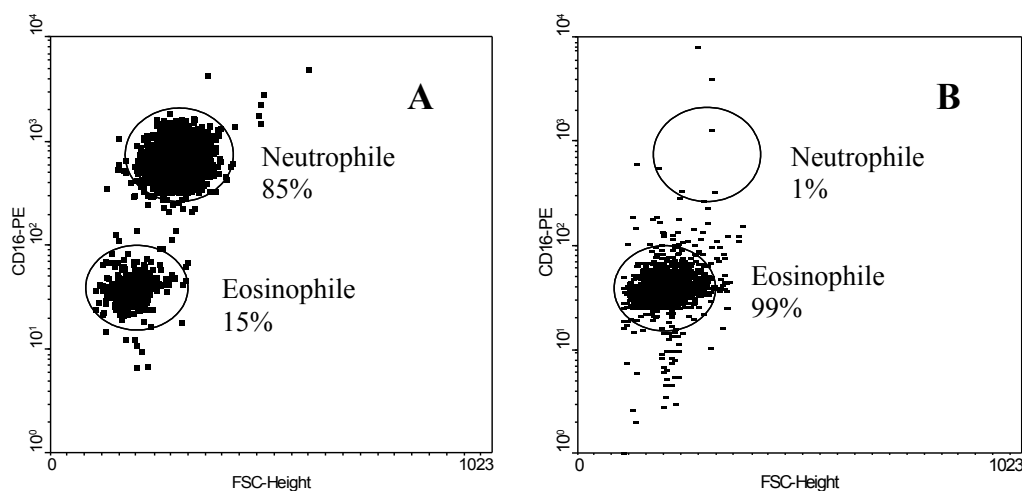 A
10⁴
10³
10²
10¹
10⁰
CD16-PE
Neutrophile
85%
Eosinophile
15%
0
1023
FSC-Height
B
10⁴
10³
10²
10¹
10⁰
CD16-PE
Neutrophile
1%
Eosinophile
99%
0
1023
FSC-Height